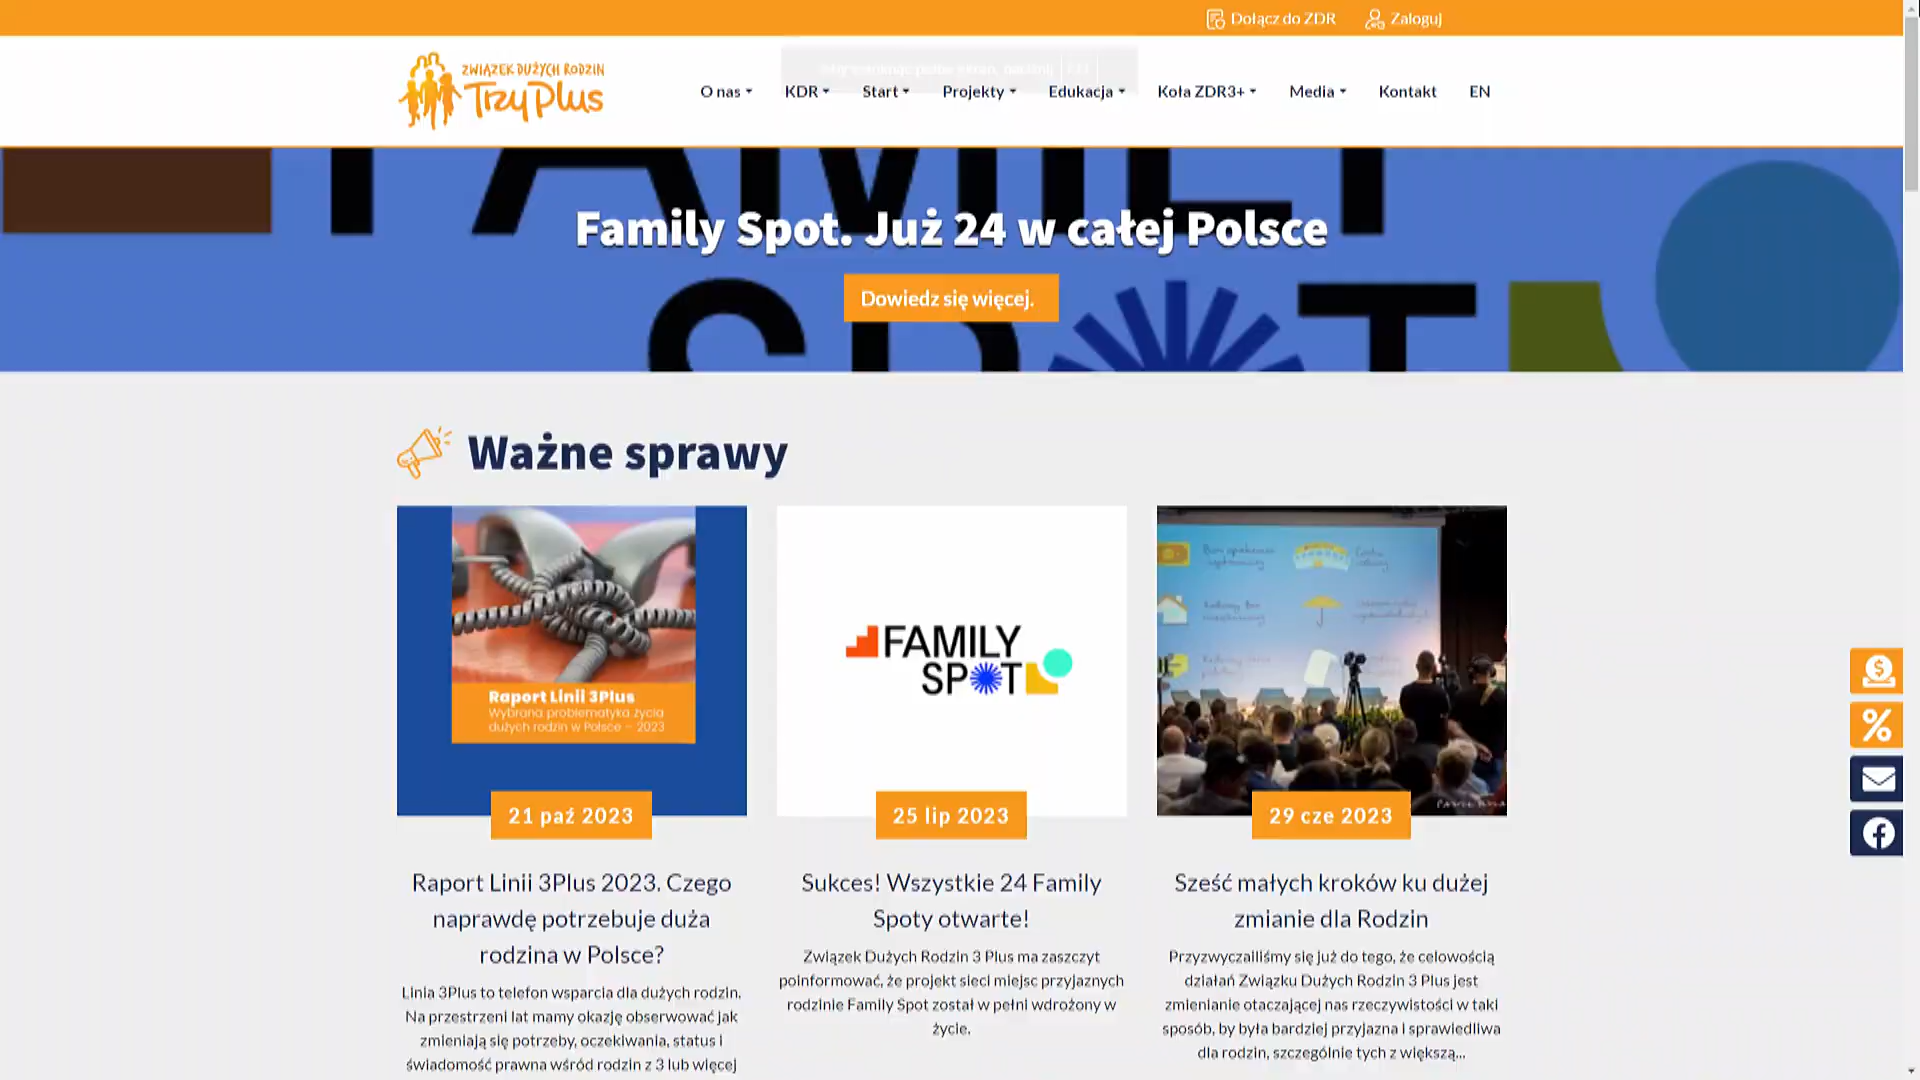 Dołącz do ZDR
Zaloguj
ZWIĄZEK DUŻYCH RODZIN
TrzyPlus
O nas
KDR
Start
Projekty
Edukacja
Koła ZDR3+
Media
Kontakt
EN
FAMILY
SPOT
Family Spot. Już 24 w całej Polsce
Dowiedz się więcej.
Ważne sprawy
Raport Linii 3Plus
Wybrana problematyka życia
dużych rodzin w Polsce – 2023
21 paź 2023
Raport Linii 3Plus 2023. Czego
naprawdę potrzebuje duża
rodzina w Polsce?
Linia 3Plus to telefon wsparcia dla dużych rodzin.
Na przestrzeni lat mamy okazję obserwować jak
zmieniają się potrzeby, oczekiwania, status i
świadomość prawna wśród rodzin z 3 lub więcej
FAMILY
SPOT
25 lip 2023
Sukces! Wszystkie 24 Family
Spoty otwarte!
Związek Dużych Rodzin 3 Plus ma zaszczyt
poinformować, że projekt sieci miejsc przyjaznych
rodzinie Family Spot został w pełni wdrożony w
życie.
29 cze 2023
Sześć małych kroków ku dużej
zmianie dla Rodzin
Przyzwyczailiśmy się już do tego, że celowością
działań Związku Dużych Rodzin 3 Plus jest
zmienianie otaczającej nas rzeczywistości w taki
sposób, by była bardziej przyjazna i sprawiedliwa
dla rodzin, szczególnie tych z większą...